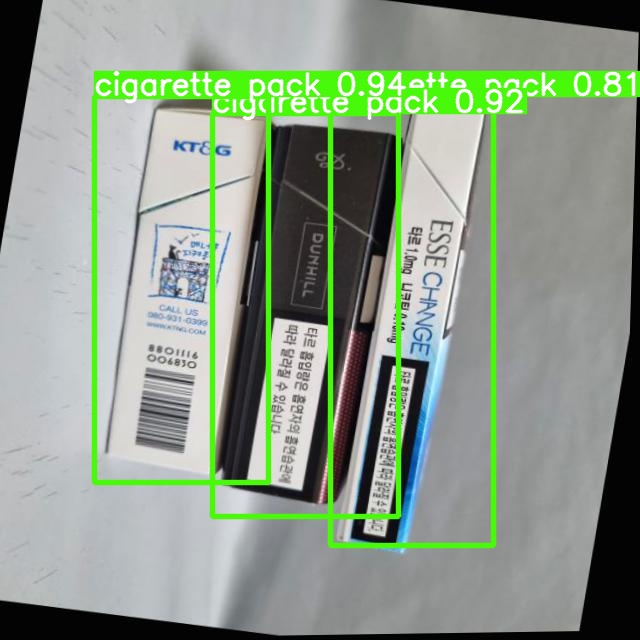 cigarette pack 0.94
ette pack 0.81
cigarette pack 0.92
KT&G
CALL US
080-931-0399
WWW.KTNG.COM
8801116
006830
DUNHILL
타르 흡입량은 흡연자의 흡연습관에
따라 달라질 수 있습니다
ESSE CHANGE
타르 1.0mg